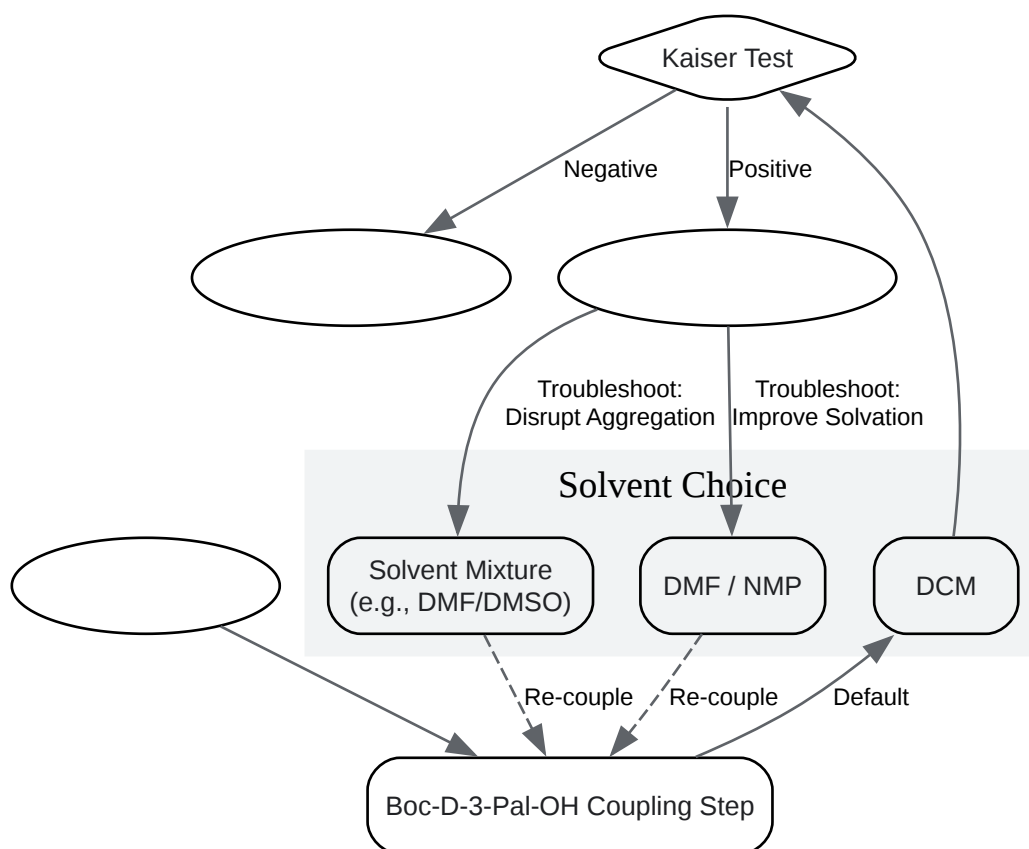 Kaiser Test
Negative
Positive
Troubleshoot:
Disrupt Aggregation
Troubleshoot:
Improve Solvation
Solvent Choice
Solvent Mixture
(e.g., DMF/DMSO)
DMF / NMP
DCM
Re-couple
Re-couple
Default
Boc-D-3-Pal-OH Coupling Step